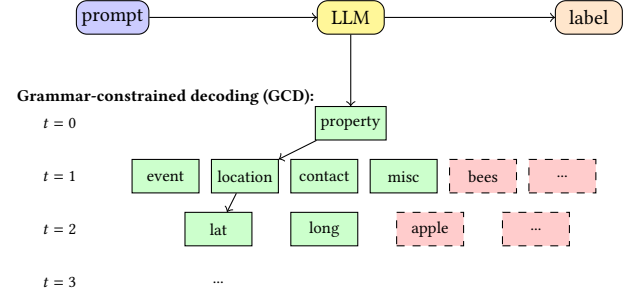 prompt LLM label
Grammar-constrained decoding (GCD):
t = 0 property
t = 1 event location contact misc bees ...
t = 2 lat long apple ...
t = 3 ...